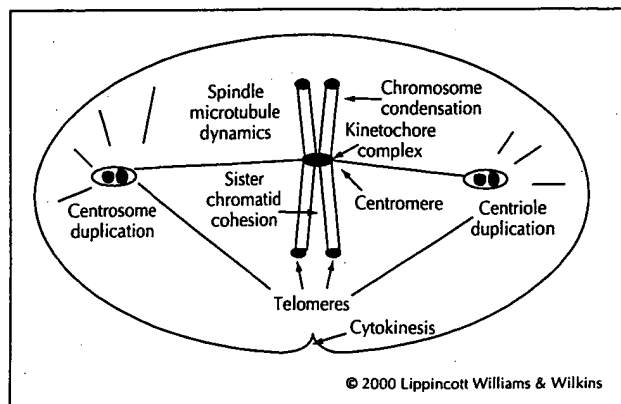 Spindle
microtubule
dynamics
Chromosome
condensation
Kinetochore
complex
Sister
chromatid
cohesion
Centromere
Centrosome
duplication
Centriole
duplication
Telomeres
Cytokinesis
© 2000 Lippincott Williams & Wilkins